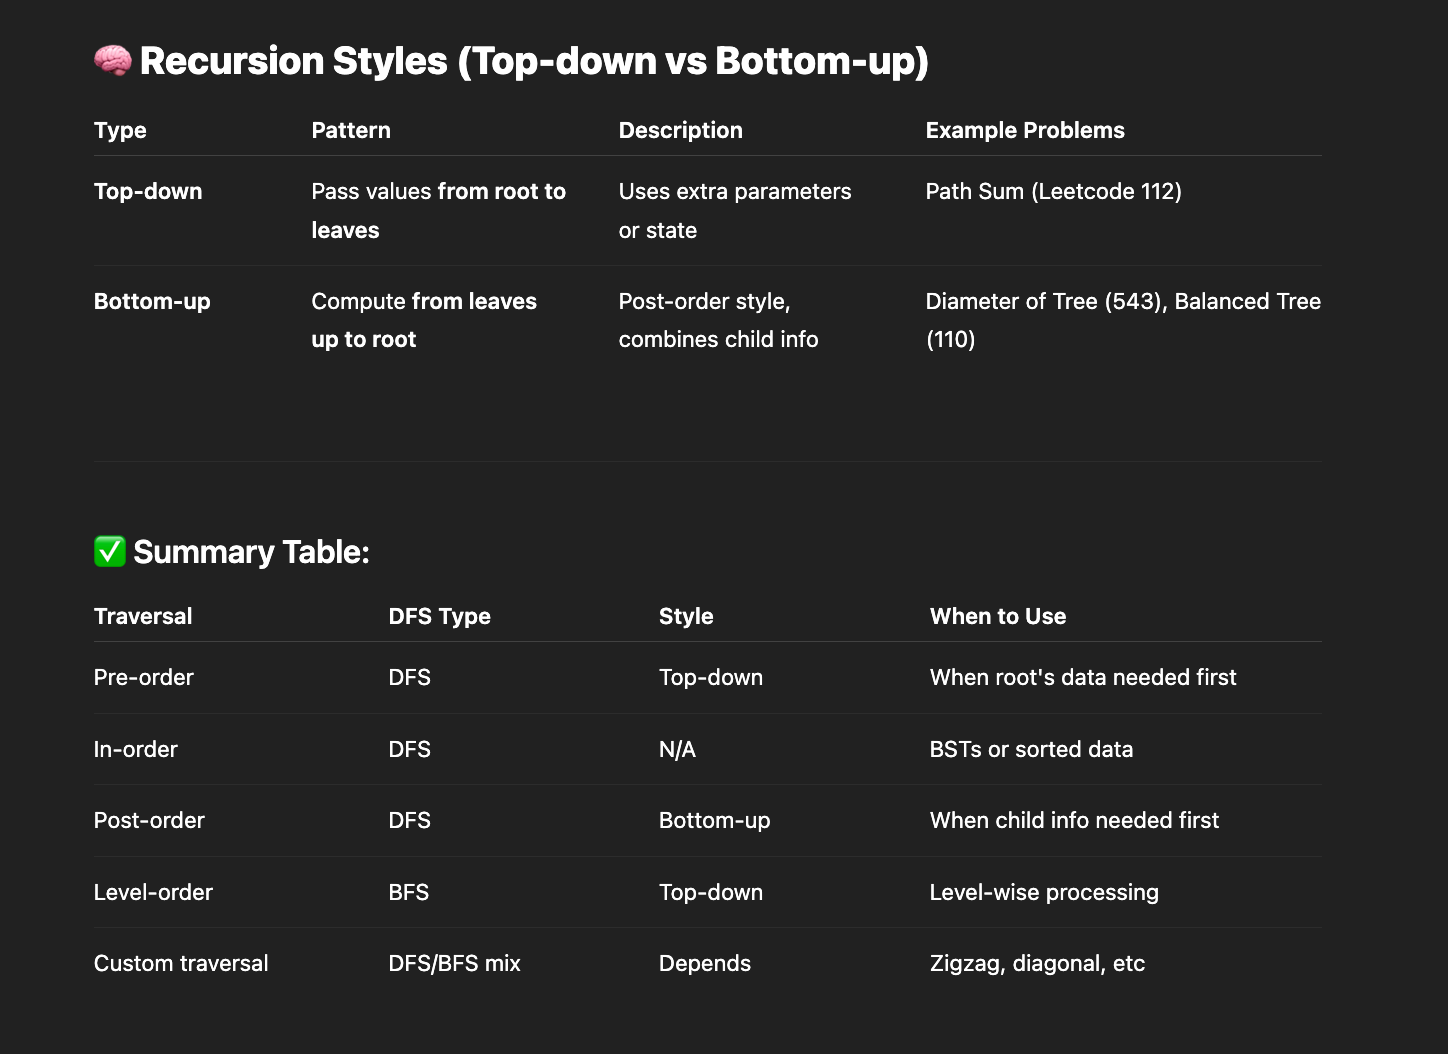 🧠 Recursion Styles (Top-down vs Bottom-up)
Type Pattern Description Example Problems
Top-down Pass values from root to leaves Uses extra parameters or state Path Sum (Leetcode 112)
Bottom-up Compute from leaves up to root Post-order style, combines child info Diameter of Tree (543), Balanced Tree (110)
✅ Summary Table:
Traversal DFS Type Style When to Use
Pre-order DFS Top-down When root's data needed first
In-order DFS N/A BSTs or sorted data
Post-order DFS Bottom-up When child info needed first
Level-order BFS Top-down Level-wise processing
Custom traversal DFS/BFS mix Depends Zigzag, diagonal, etc